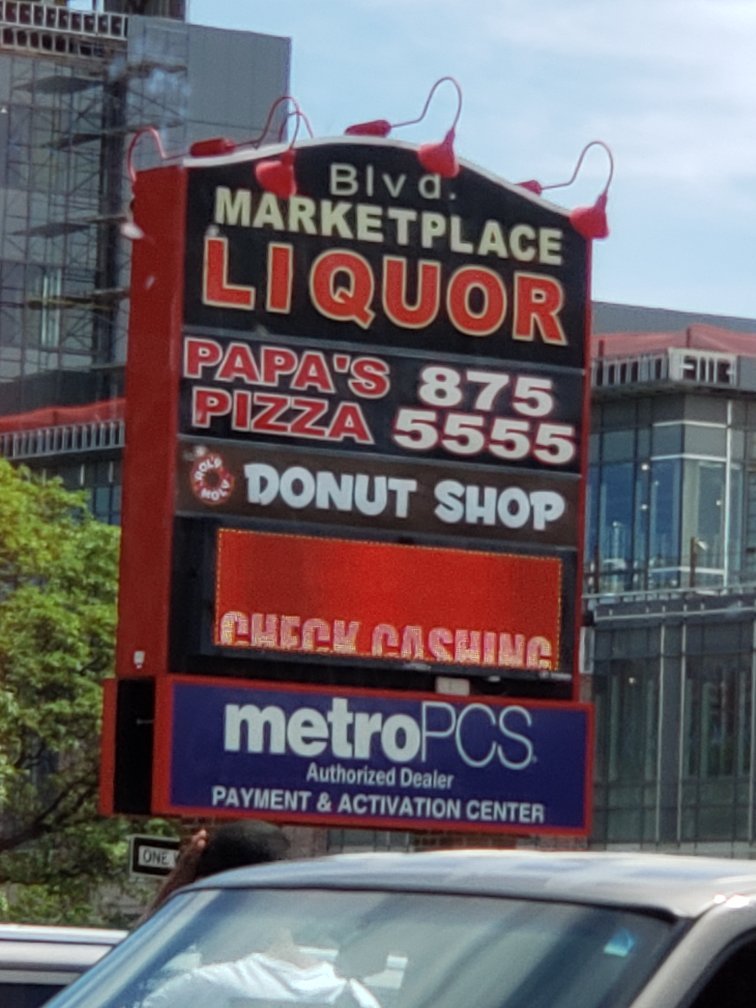 Blvd.
MARKETPLACE
LIQUOR
PAPA'S 875
PIZZA 5555
DONUT SHOP
CHECK CASHING
metroPCS
Authorized Dealer
PAYMENT & ACTIVATION CENTER
ONE